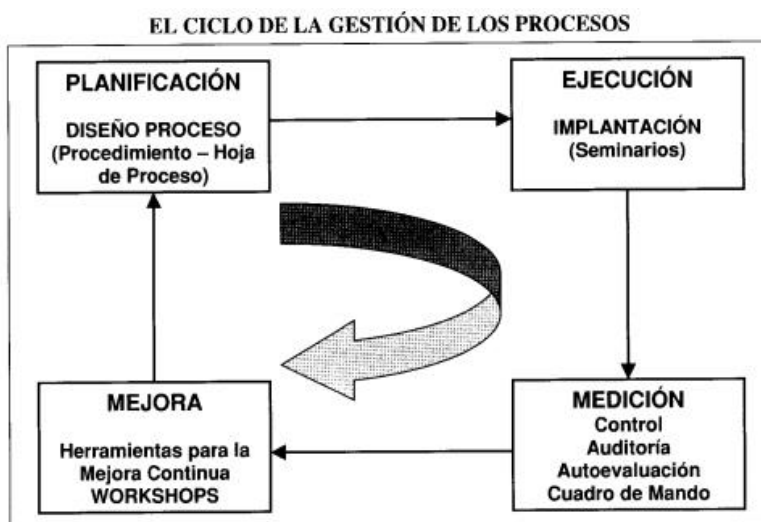 EL CICLO DE LA GESTIÓN DE LOS PROCESOS
PLANIFICACIÓN
DISEÑO PROCESO
(Procedimiento – Hoja
de Proceso)
EJECUCIÓN
IMPLANTACIÓN
(Seminarios)
MEJORA
Herramientas para la
Mejora Continua
WORKSHOPS
MEDICIÓN
Control
Auditoría
Autoevaluación
Cuadro de Mando